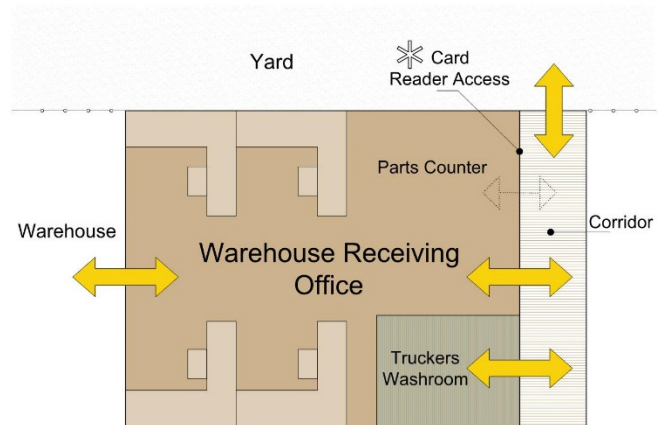 Yard
Card
Reader Access
Parts Counter
Warehouse
Corridor
Warehouse Receiving
Office
Truckers
Washroom